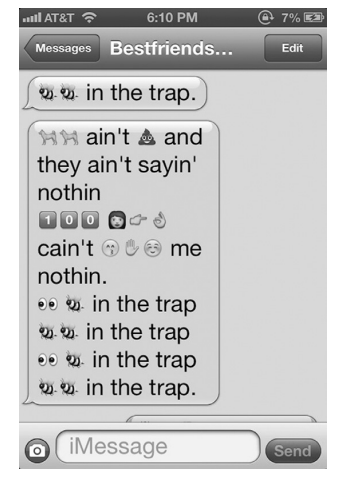 AT&T 6:10 PM 7%
Messages Bestfriends... Edit
🐝🐝 in the trap.
🐕🐕 ain't 💩 and
they ain't sayin'
nothin
100 👩👉👌
cain't 😙✋☺️ me
nothin.
👀 🐝 in the trap
🐝🐝 in the trap
👀 🐝 in the trap
🐝🐝 in the trap.
iMessage Send